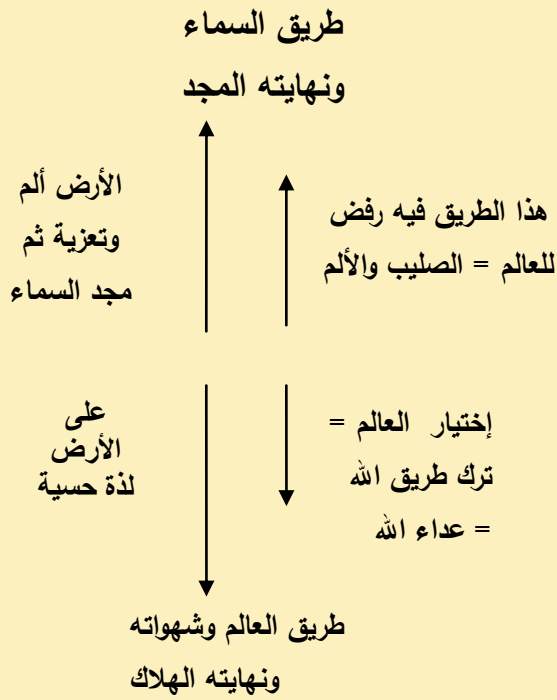 طريق السماء
ونهايته المجد
هذا الطريق فيه رفض
للعالم = الصليب والألم
الأرض ألم
وتعزية ثم
مجد السماء
إختيار العالم =
ترك طريق الله
= عداء الله
على
الأرض
لذة حسية
طريق العالم وشهواته
ونهايته الهلاك